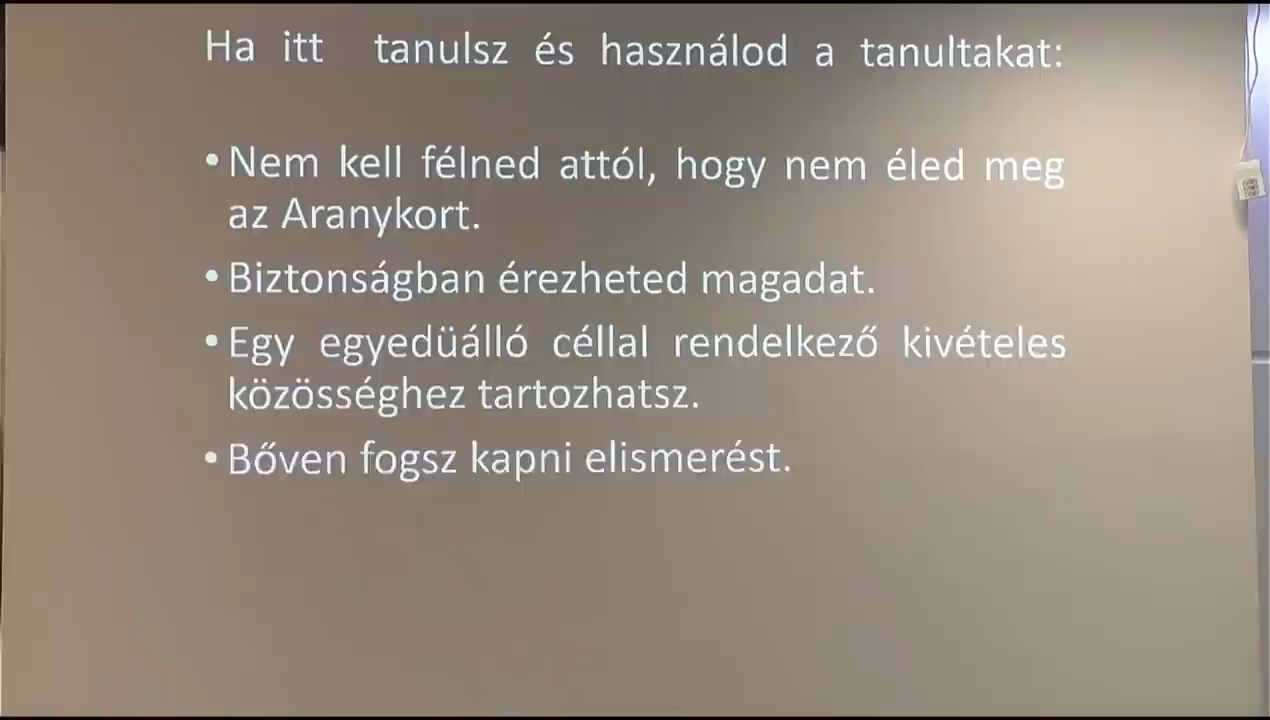 Ha itt tanulsz és használod a tanultakat:
• Nem kell félned attól, hogy nem éled meg
az Aranykort.
• Biztonságban érezheted magadat.
• Egy egyedüálló céllal rendelkező kivételes
közösséghez tartozhatsz.
• Bőven fogsz kapni elismerést.